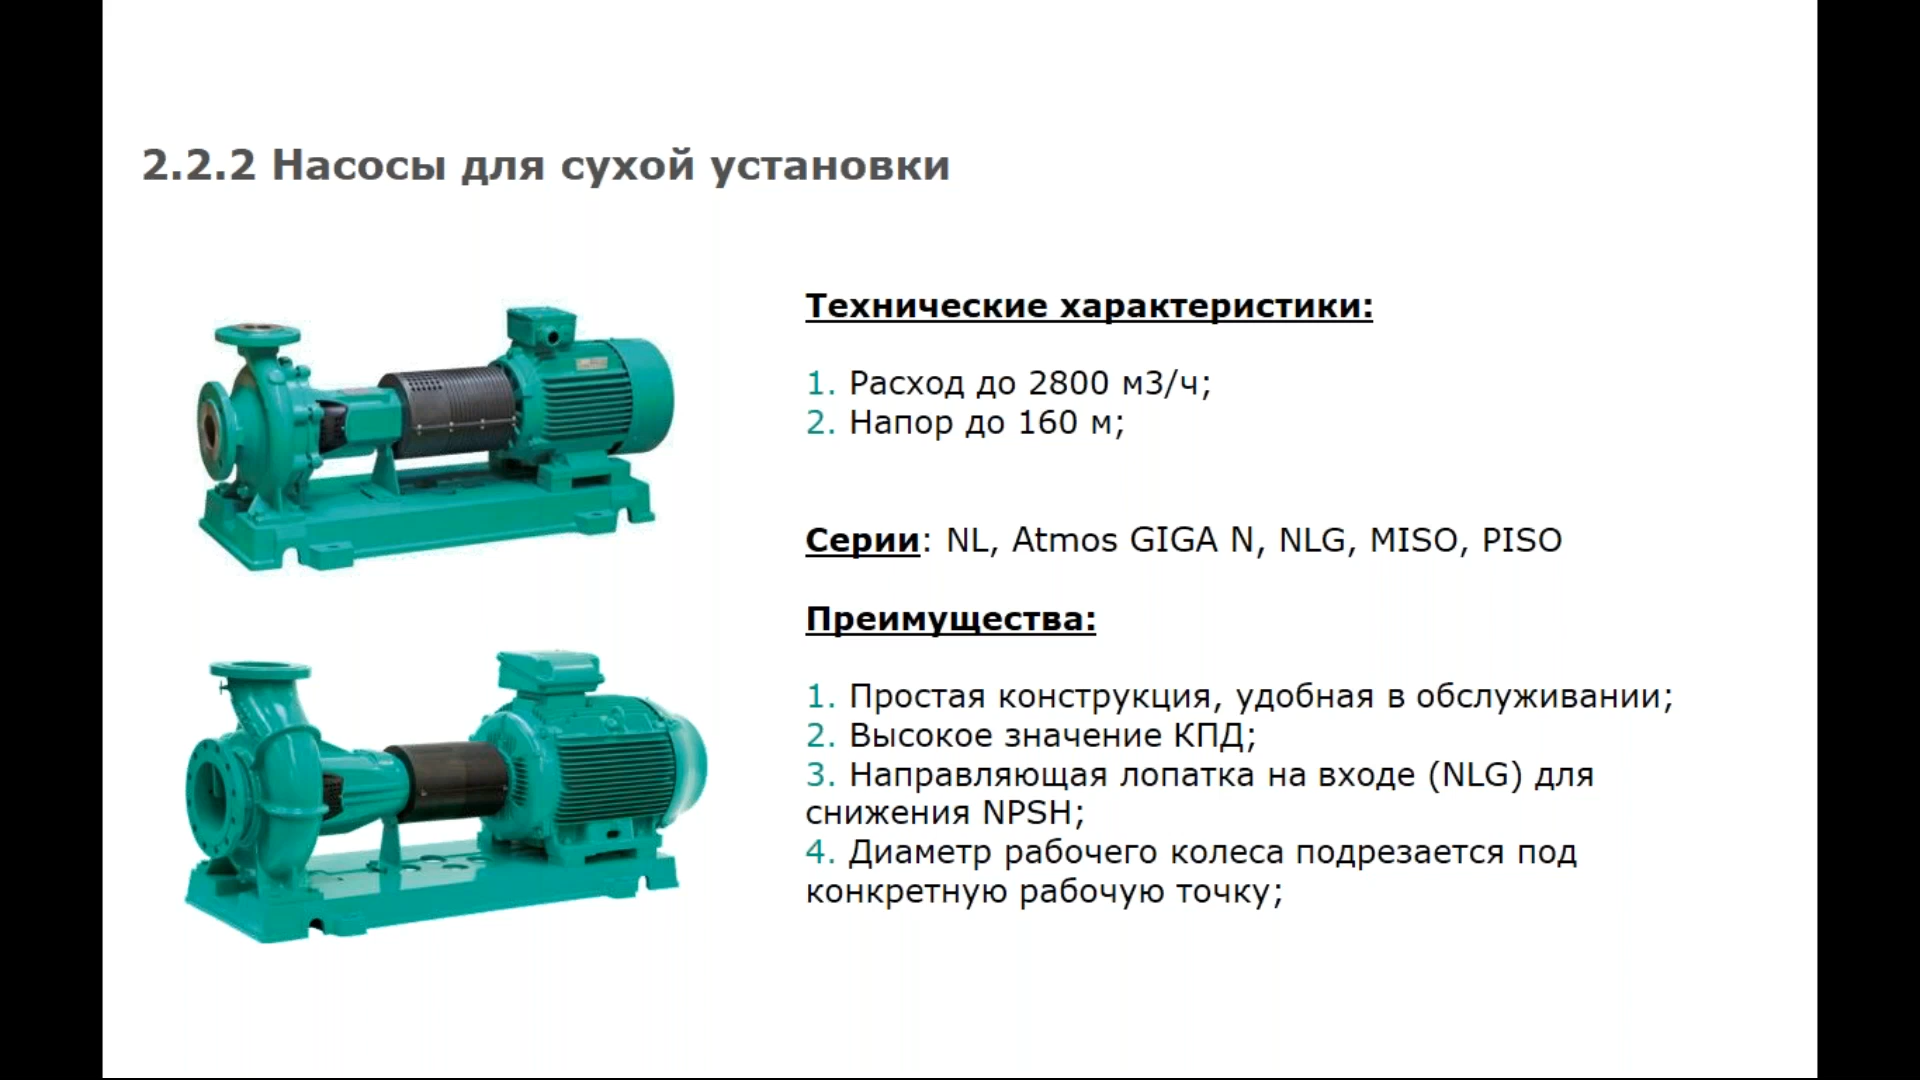 2.2.2 Насосы для сухой установки
Технические характеристики:
1. Расход до 2800 м3/ч;
2. Напор до 160 м;
Серии: NL, Atmos GIGA N, NLG, MISO, PISO
Преимущества:
1. Простая конструкция, удобная в обслуживании;
2. Высокое значение КПД;
3. Направляющая лопатка на входе (NLG) для
снижения NPSH;
4. Диаметр рабочего колеса подрезается под
конкретную рабочую точку;